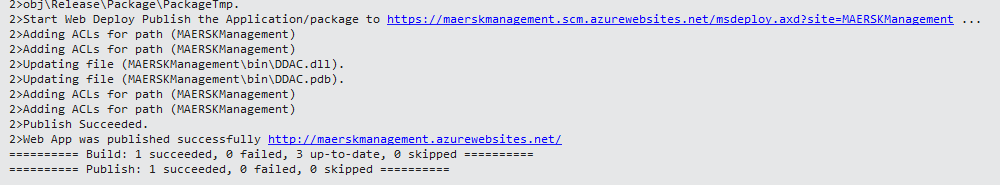 2>obj\Release\Package\PackageTmp.
2>Start Web Deploy Publish the Application/package to https://maerskmanagement.scm.azurewebsites.net/msdeploy.axd?site=MAERSKManagement ...
2>Adding ACLs for path (MAERSKManagement)
2>Adding ACLs for path (MAERSKManagement)
2>Updating file (MAERSKManagement\bin\DDAC.dll).
2>Updating file (MAERSKManagement\bin\DDAC.pdb).
2>Adding ACLs for path (MAERSKManagement)
2>Adding ACLs for path (MAERSKManagement)
2>Publish Succeeded.
2>Web App was published successfully http://maerskmanagement.azurewebsites.net/
========== Build: 1 succeeded, 0 failed, 3 up-to-date, 0 skipped ==========
========== Publish: 1 succeeded, 0 failed, 0 skipped ==========